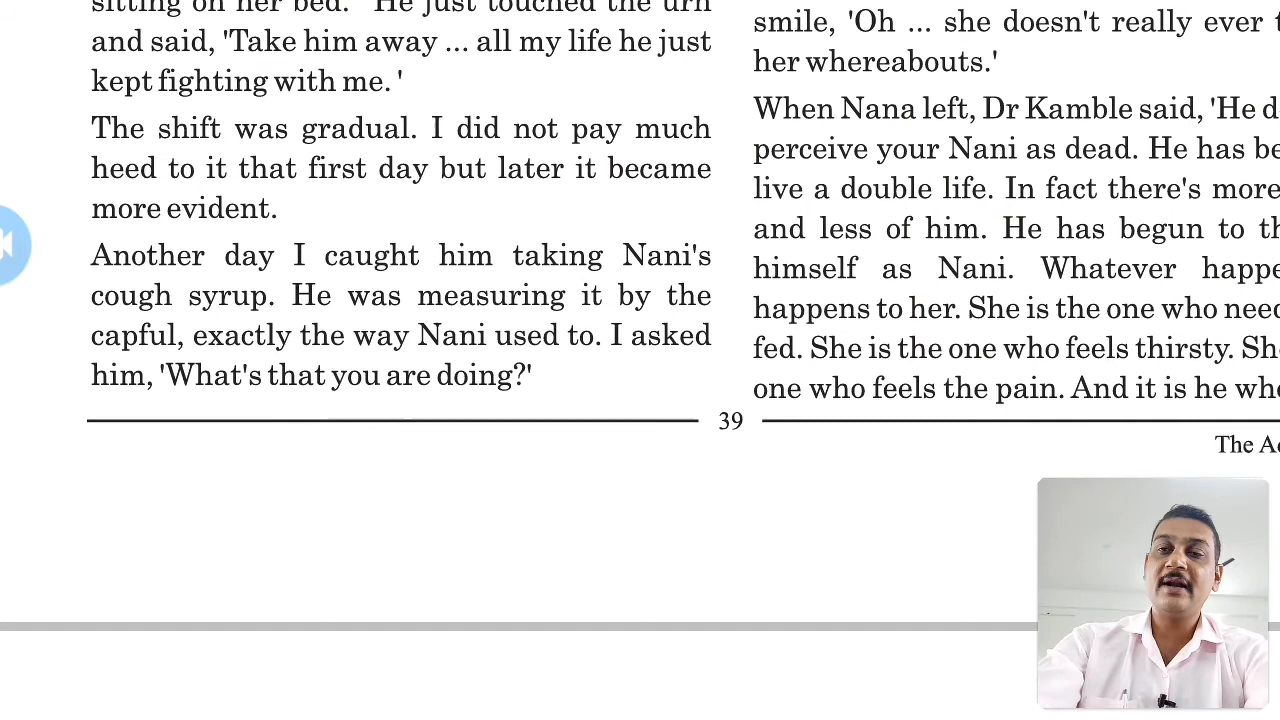 sitting on her bed. "He just touched the urn
and said, 'Take him away ... all my life he just
kept fighting with me. '
The shift was gradual. I did not pay much
heed to it that first day but later it became
more evident.
Another day I caught him taking Nani's
cough syrup. He was measuring it by the
capful, exactly the way Nani used to. I asked
him, 'What's that you are doing?'
smile, 'Oh ... she doesn't really ever
her whereabouts.'
When Nana left, Dr Kamble said, 'He
perceive your Nani as dead. He has
live a double life. In fact there's more
and less of him. He has begun to
himself as Nani. Whatever
happens to her. She is the one who
fed. She is the one who feels thirsty.
one who feels the pain. And it is he
39
The